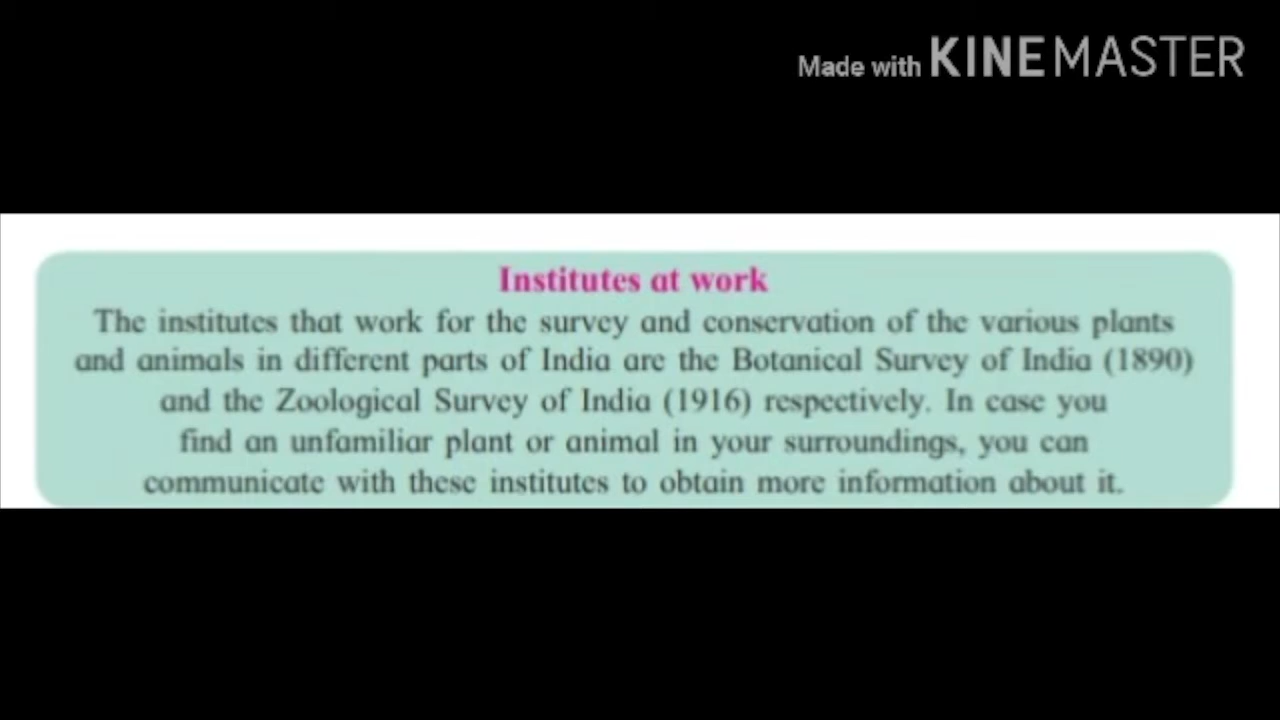 Made with KINEMASTER
Institutes at work
The institutes that work for the survey and conservation of the various plants
and animals in different parts of India are the Botanical Survey of India (1890)
and the Zoological Survey of India (1916) respectively. In case you
find an unfamiliar plant or animal in your surroundings, you can
communicate with these institutes to obtain more information about it.